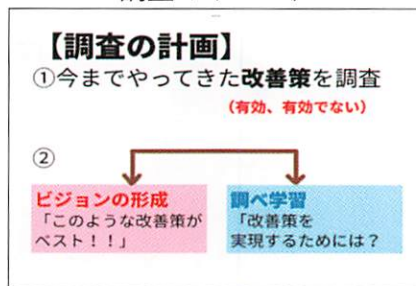 【調査の計画】
①今までやってきた改善策を調査
(有効、有効でない)
②
ビジョンの形成
「このような改善策が
ベスト！！」
調べ学習
「改善策を
実現するためには？